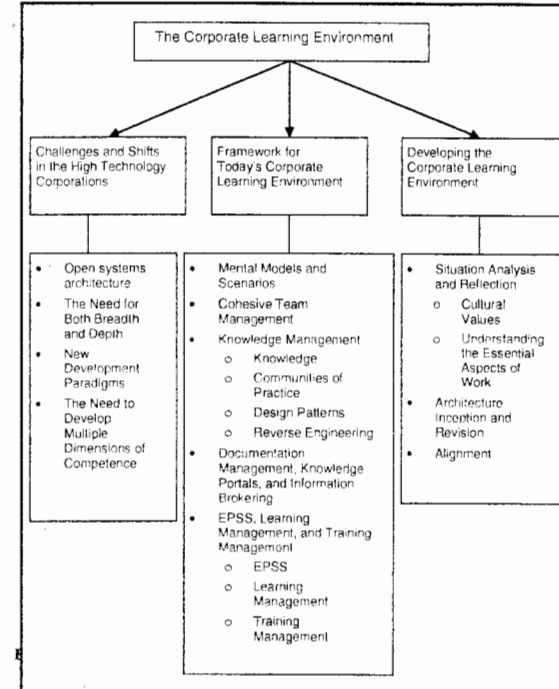 The Corporate Learning Environment
Challenges and Shifts
in the High Technology
Corporations
Framework for
Today's Corporate
Learning Environment
Developing the
Corporate Learning
Environment
• Open systems
architecture
• The Need for
Both Breadth
and Depth
• New
Development
Paradigms
• The Need to
Develop
Multiple
Dimensions of
Competence
• Mental Models and
Scenarios
• Cohesive Team
Management
• Knowledge Management
o Knowledge
o Communities of
Practice
o Design Patterns
o Reverse Engineering
• Documentation
Management, Knowledge
Portals, and Information
Brokering
• EPSS, Learning
Management, and Training
Management
o EPSS
o Learning
Management
o Training
Management
• Situation Analysis
and Reflection
o Cultural
Values
o Understanding
the Essential
Aspects of
Work
• Architecture
Inception and
Revision
• Alignment